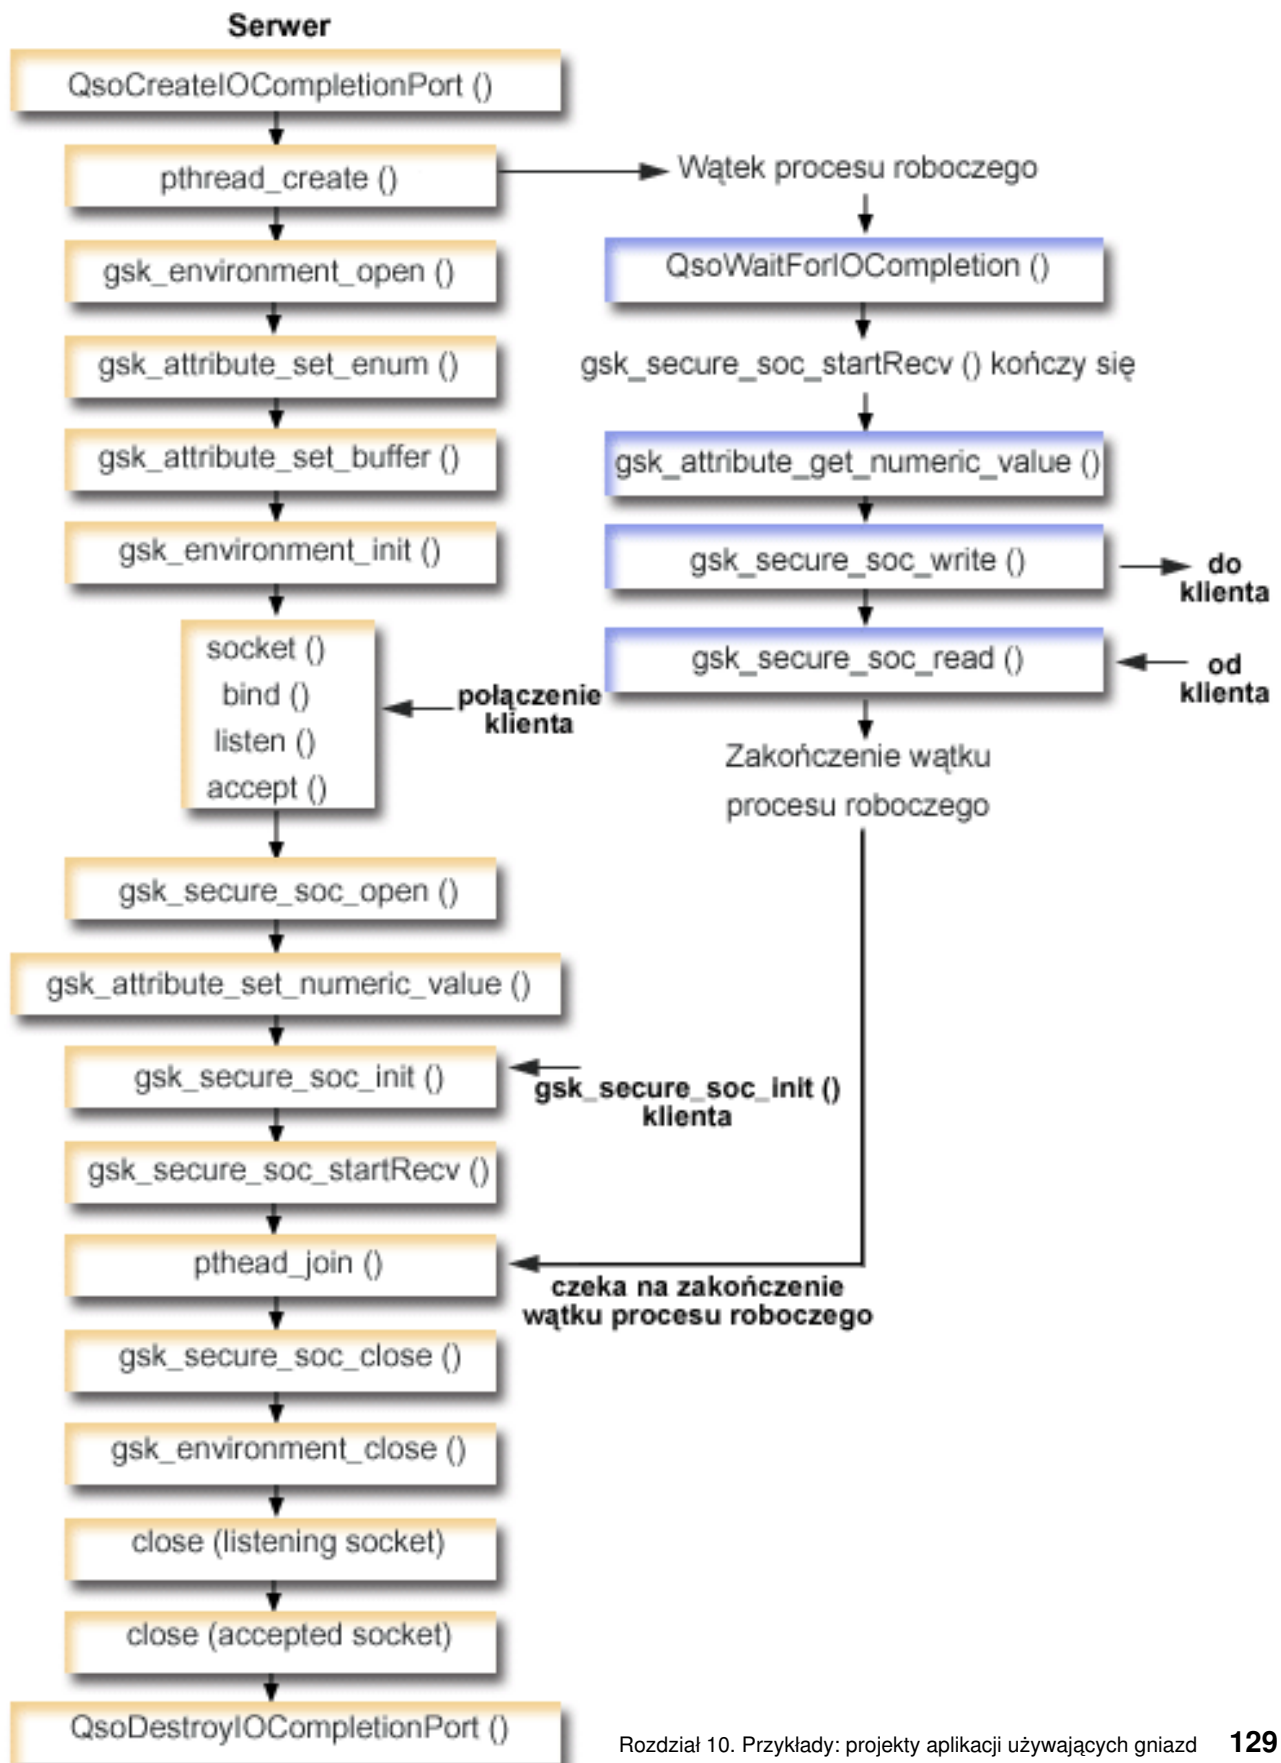 Serwer
QsoCreateIOCompletionPort ()
pthread_create ()
gsk_environment_open ()
gsk_attribute_set_enum ()
gsk_attribute_set_buffer ()
gsk_environment_init ()
socket ()
bind ()
listen ()
accept ()
połączenie
klienta
gsk_secure_soc_open ()
gsk_attribute_set_numeric_value ()
gsk_secure_soc_init ()
gsk_secure_soc_init ()
klienta
gsk_secure_soc_startRecv ()
pthead_join ()
czeka na zakończenie
wątku procesu roboczego
gsk_secure_soc_close ()
gsk_environment_close ()
close (listening socket)
close (accepted socket)
QsoDestroyIOCompletionPort ()
Wątek procesu roboczego
QsoWaitForIOCompletion ()
gsk_secure_soc_startRecv () kończy się
gsk_attribute_get_numeric_value ()
gsk_secure_soc_write ()
do
klienta
gsk_secure_soc_read ()
od
klienta
Zakończenie wątku
procesu roboczego
Rozdział 10. Przykłady: projekty aplikacji używających gniazd 129